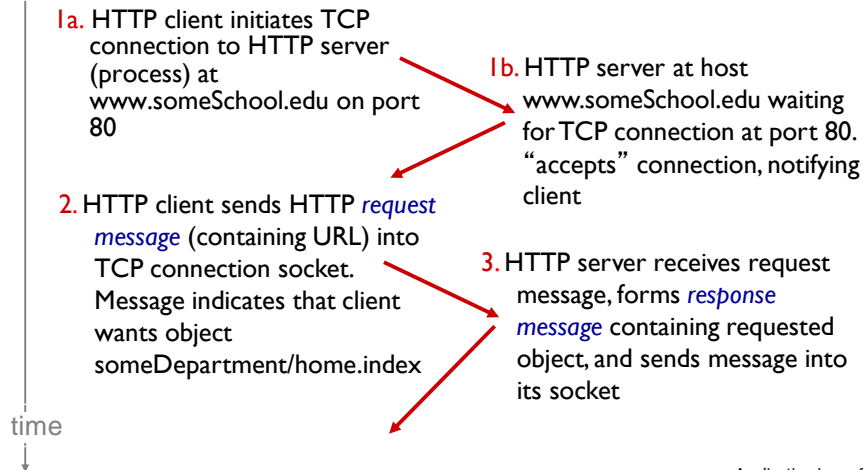 1a. HTTP client initiates TCP
connection to HTTP server
(process) at
www.someSchool.edu on port
80
1b. HTTP server at host
www.someSchool.edu waiting
for TCP connection at port 80.
“accepts” connection, notifying
client
2. HTTP client sends HTTP request
message (containing URL) into
TCP connection socket.
Message indicates that client
wants object
someDepartment/home.index
3. HTTP server receives request
message, forms response
message containing requested
object, and sends message into
its socket
time